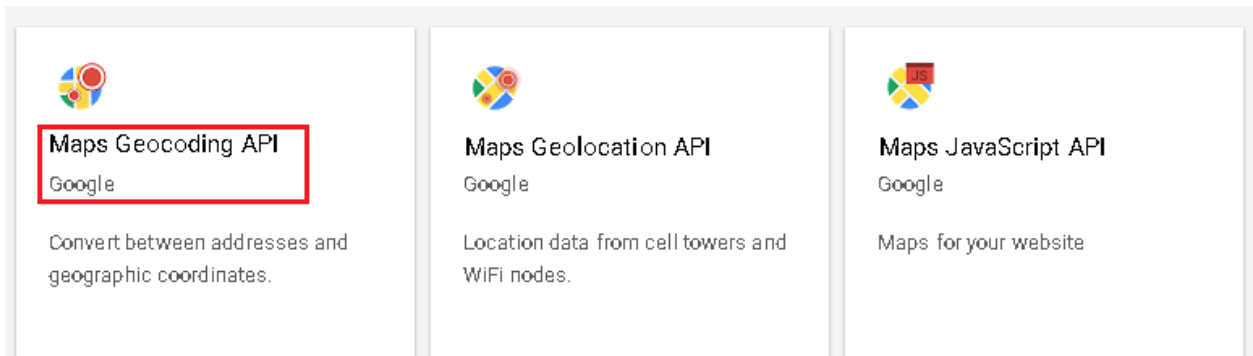 Maps Geocoding API
Google
Convert between addresses and
geographic coordinates.
Maps Geolocation API
Google
Location data from cell towers and
WiFi nodes.
JS
Maps JavaScript API
Google
Maps for your website